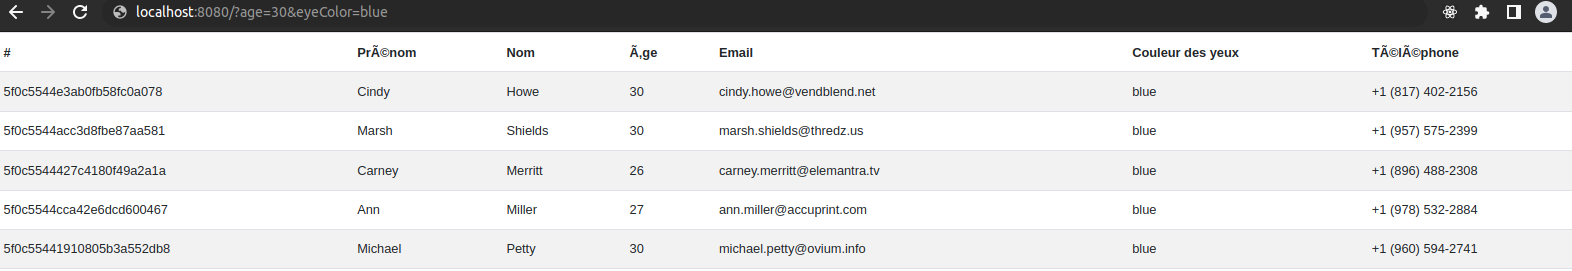 localhost:8080/?age=30&eyeColor=blue
# PrÃ©nom Nom Ã‚ge Email Couleur des yeux TÃ©lÃ©phone
5f0c5544e3ab0fb58fc0a078 Cindy Howe 30 cindy.howe@vendblend.net blue +1 (817) 402-2156
5f0c5544acc3d8fbe87aa581 Marsh Shields 30 marsh.shields@thredz.us blue +1 (957) 575-2399
5f0c5544427c4180f49a2a1a Carney Merritt 26 carney.merritt@elemantra.tv blue +1 (896) 488-2308
5f0c5544cca42e6dcd600467 Ann Miller 27 ann.miller@accuprint.com blue +1 (978) 532-2884
5f0c55441910805b3a552db8 Michael Petty 30 michael.petty@ovium.info blue +1 (960) 594-2741